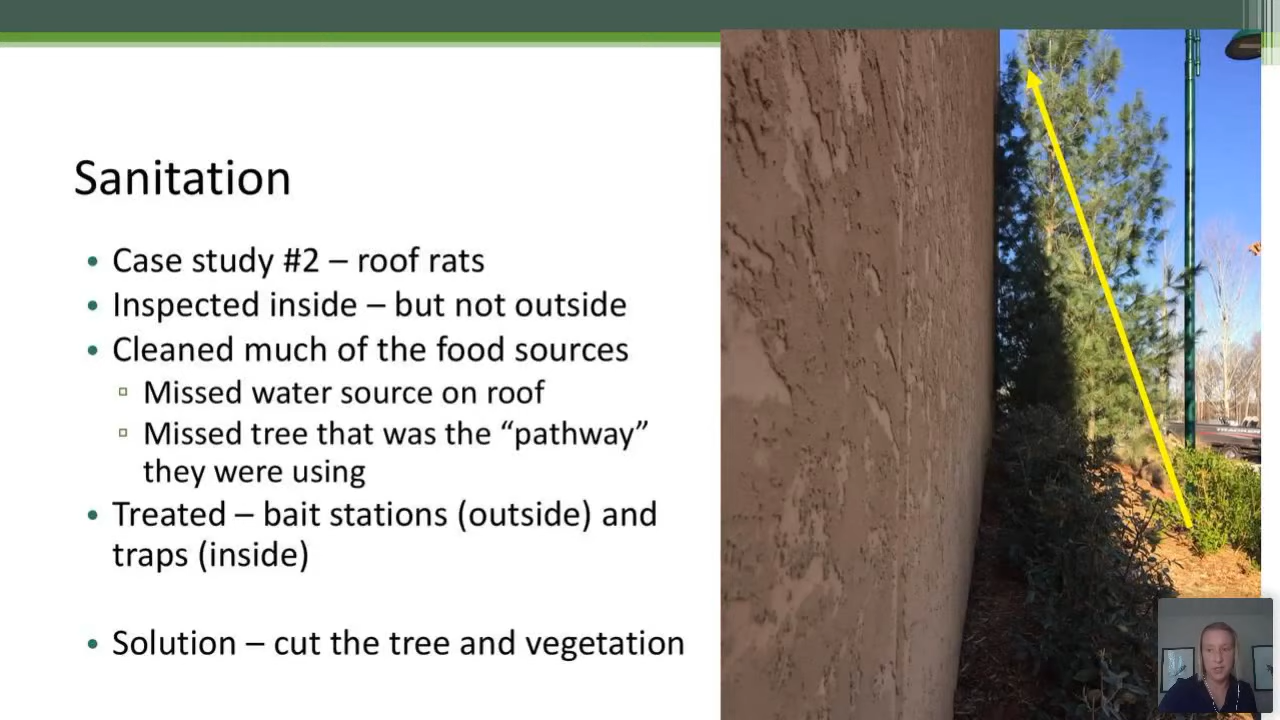 Sanitation
• Case study #2 – roof rats
• Inspected inside – but not outside
• Cleaned much of the food sources
▫ Missed water source on roof
▫ Missed tree that was the “pathway”
they were using
• Treated – bait stations (outside) and
traps (inside)
• Solution – cut the tree and vegetation
TRACKER